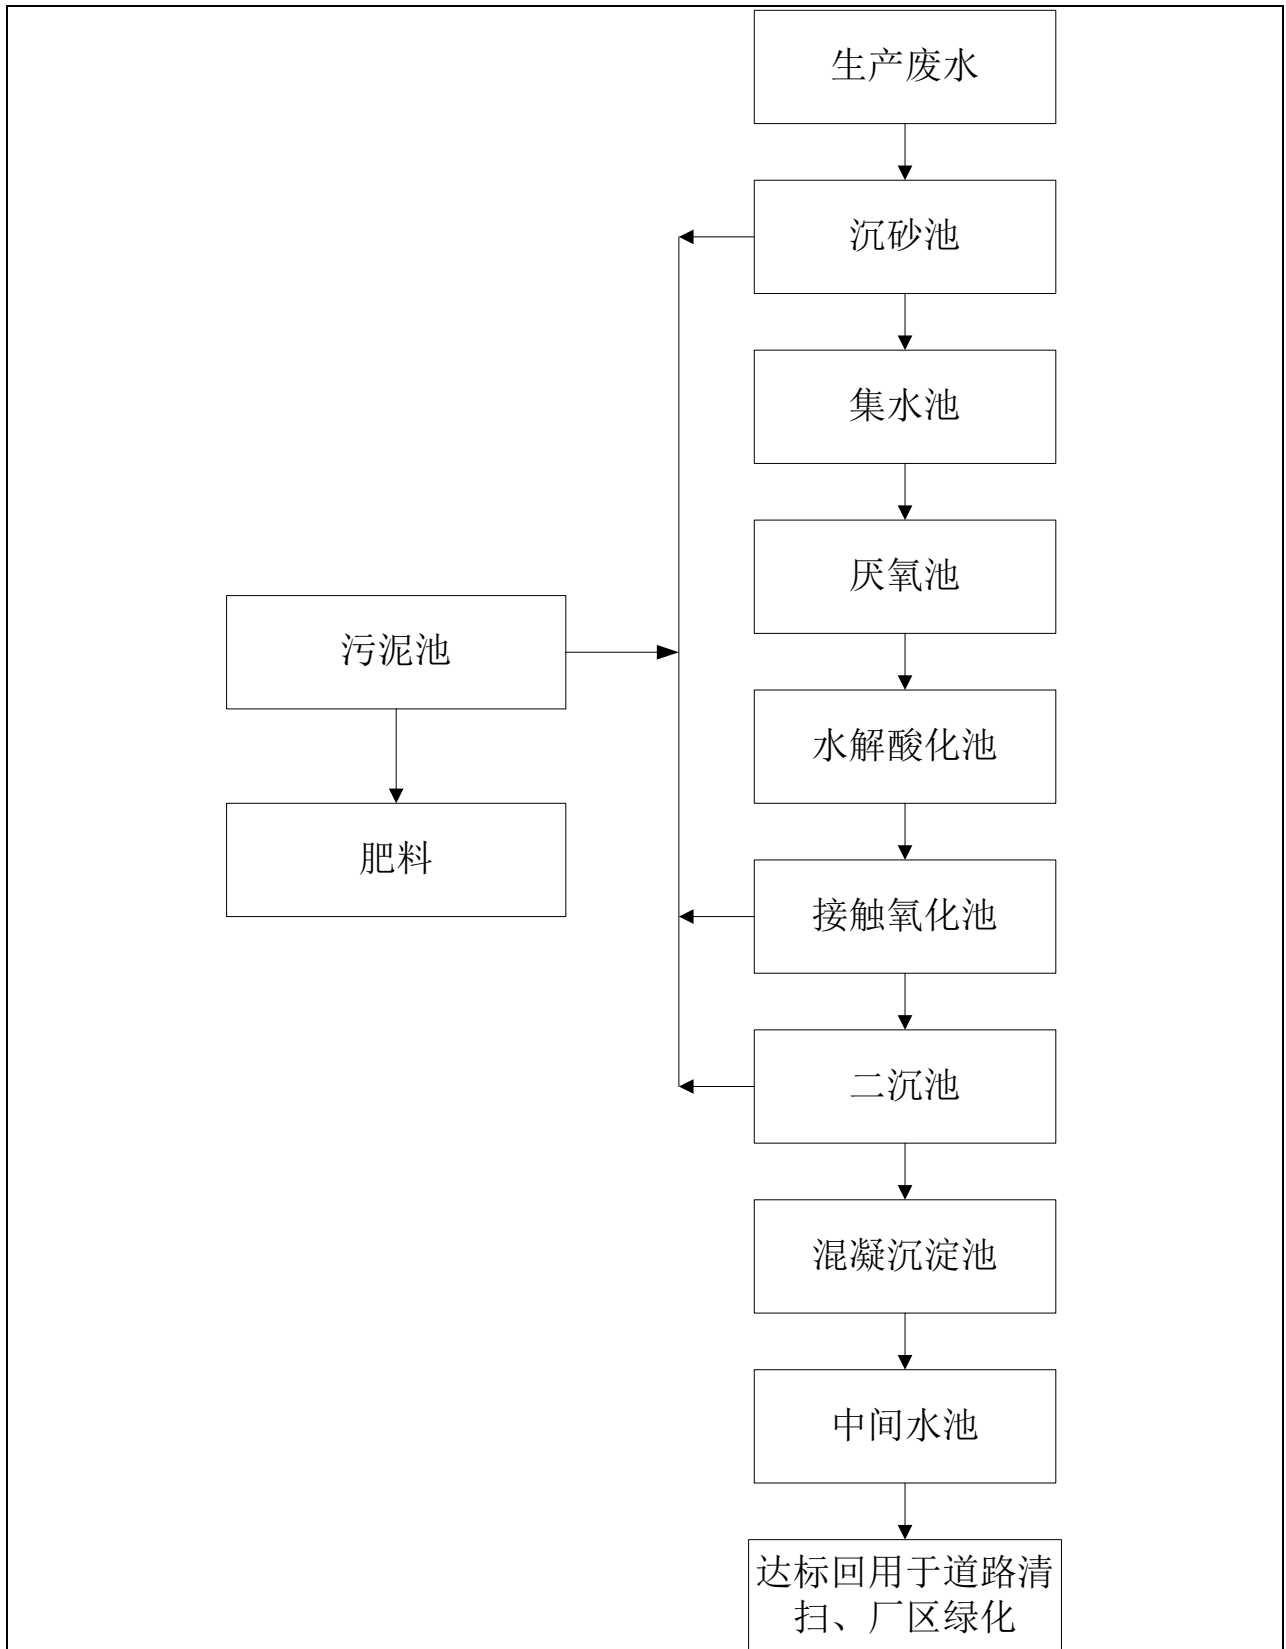 生产废水
沉砂池
集水池
厌氧池
污泥池
水解酸化池
肥料
接触氧化池
二沉池
混凝沉淀池
中间水池
达标回用于道路清
扫、厂区绿化